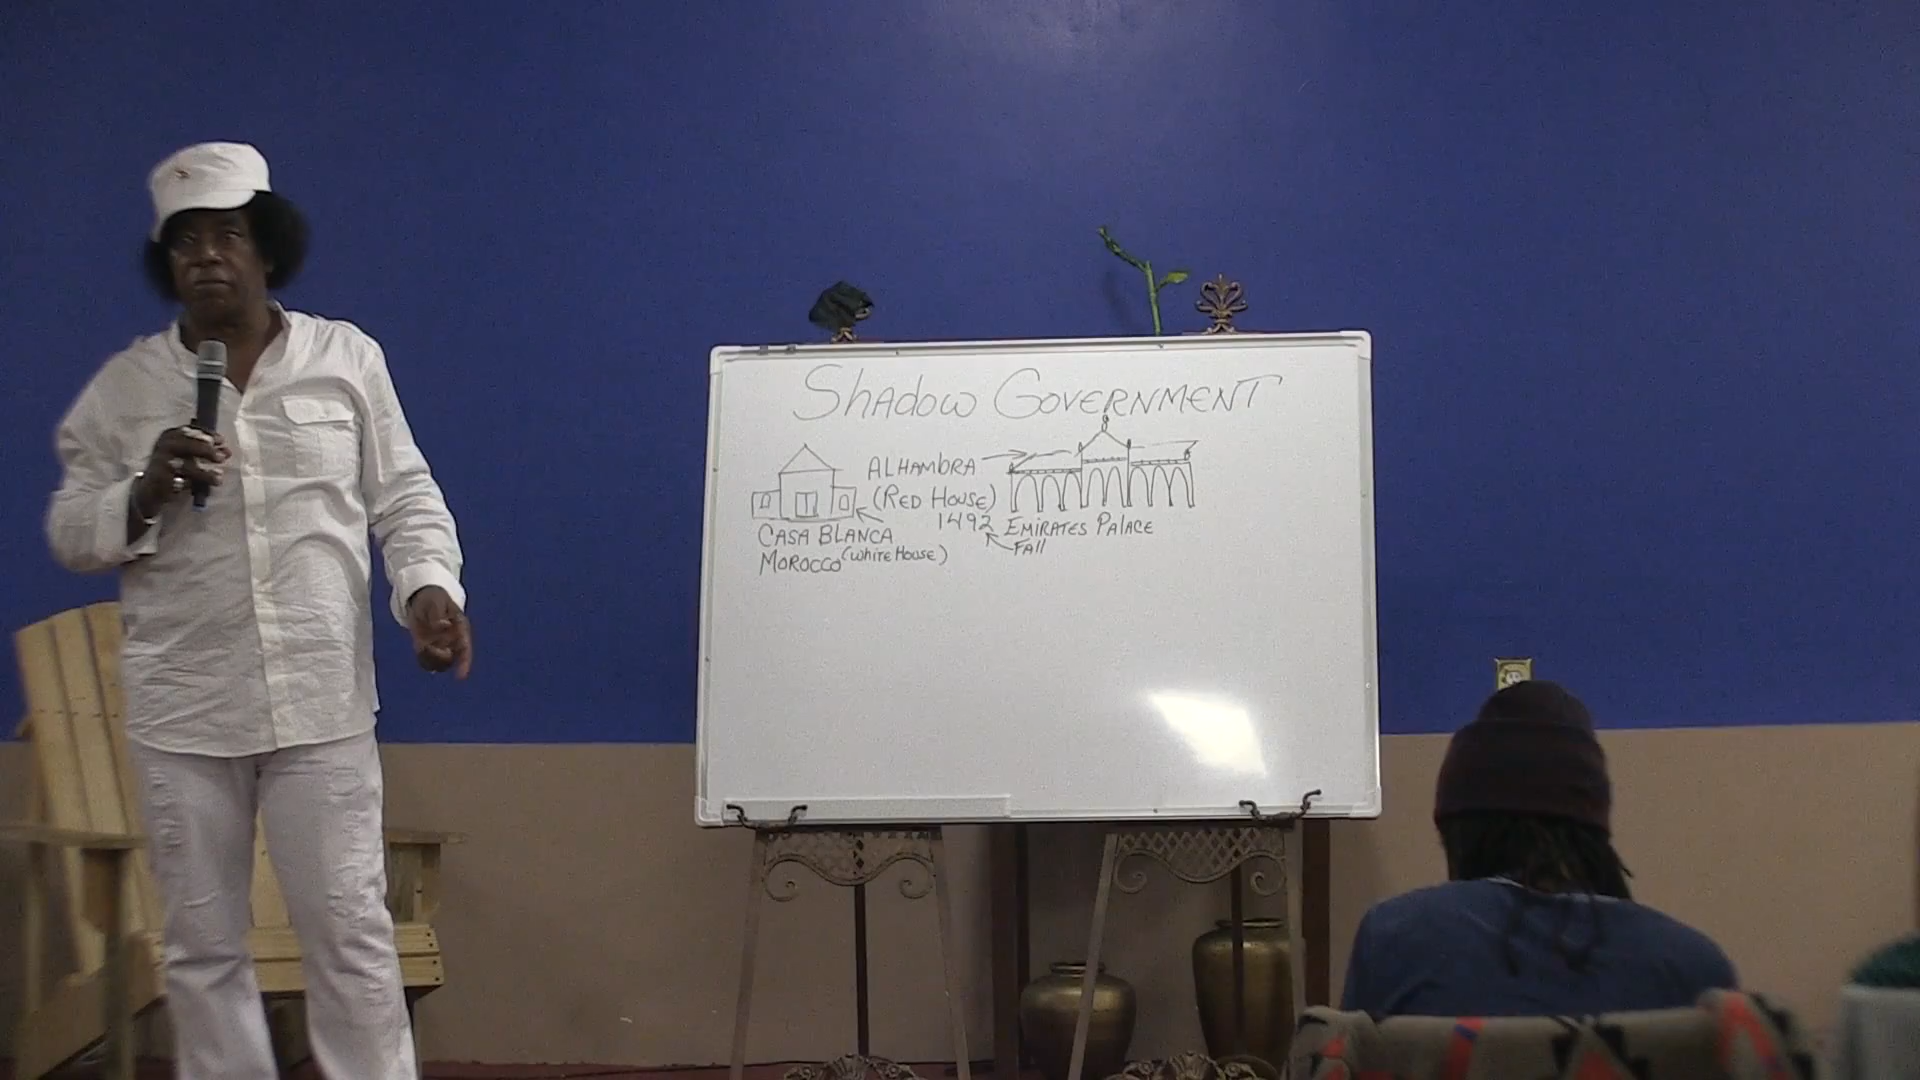 Shadow Government
Alhambra
(Red House)
1492
Emirates Palace
Fall
Casa Blanca
Morocco (White House)